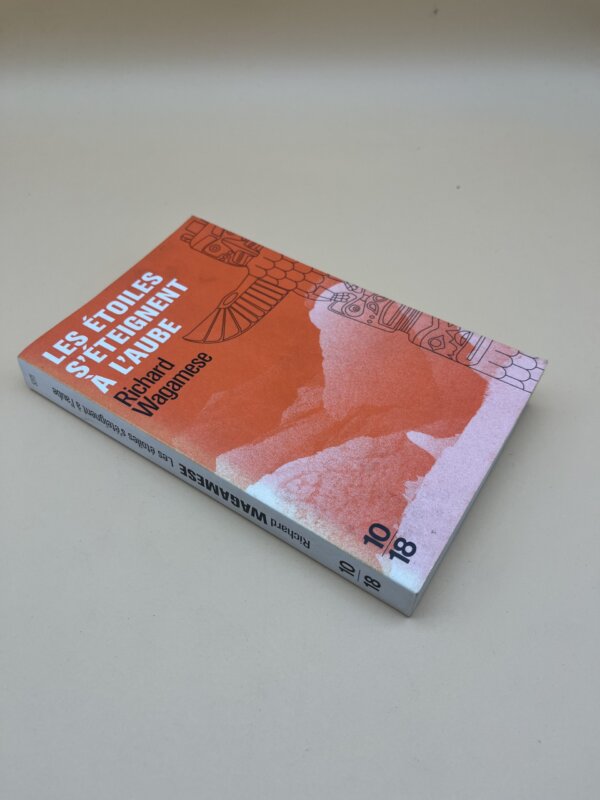 LES ÉTOILES
S'ÉTEIGNENT
À L'AUBE
Richard
Wagamese
10
18
Richard WAGAMESE Les étoiles s'éteignent à l'aube
10
18